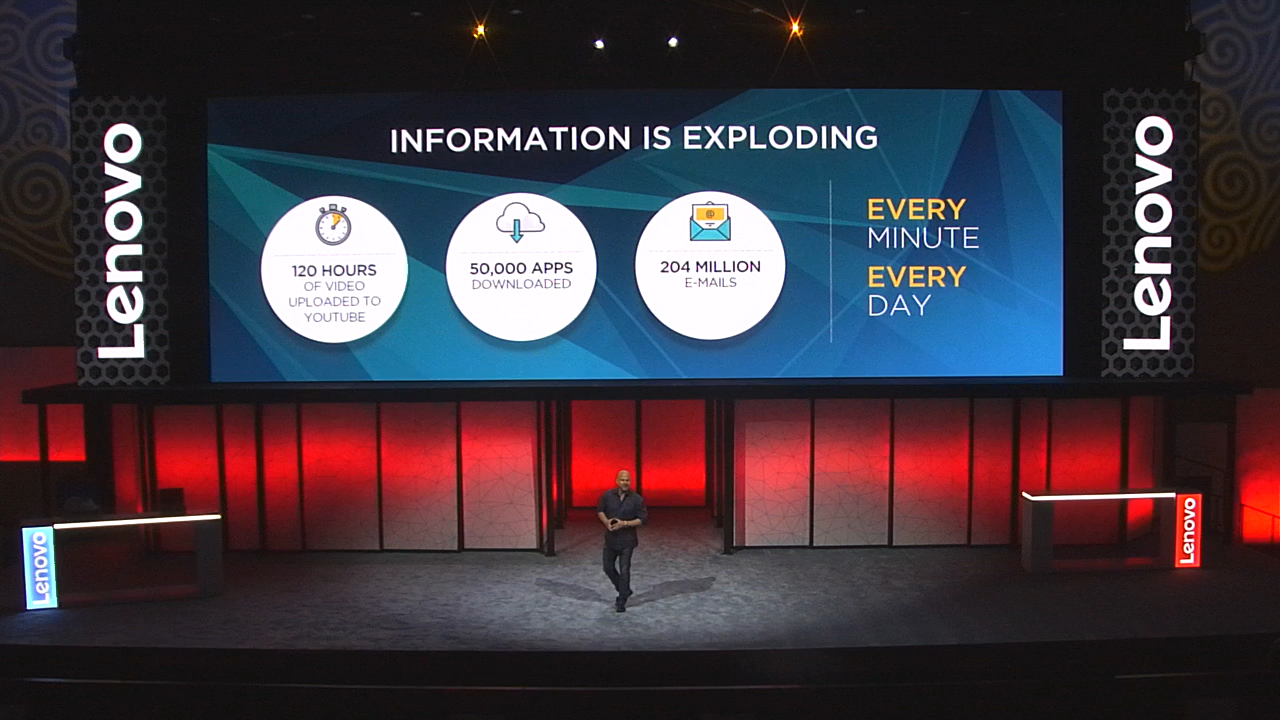 Lenovo
INFORMATION IS EXPLODING
120 HOURS
OF VIDEO
UPLOADED TO
YOUTUBE
50,000 APPS
DOWNLOADED
204 MILLION
E-MAILS
EVERY
MINUTE
EVERY
DAY
Lenovo
Lenovo
Lenovo